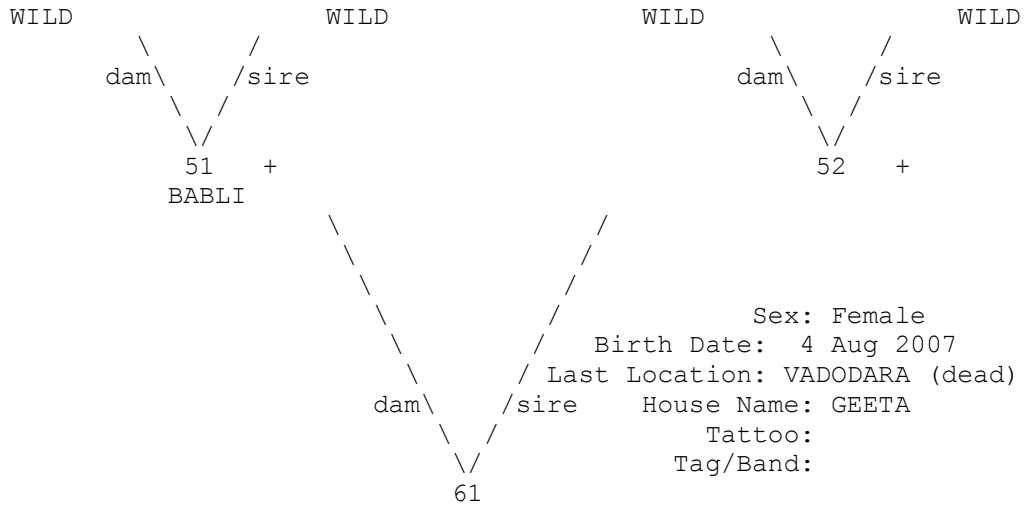 WILD WILD WILD WILD
\ / \ /
dam\ /sire dam\ /sire
\ / \ /
\/ \/
51 + 52 +
BABLI
\ /
\ /
\ /
\ /
\ / Sex: Female
\ / Birth Date: 4 Aug 2007
\ / Last Location: VADODARA (dead)
dam\ /sire House Name: GEETA
\ / Tattoo:
\/ Tag/Band:
61